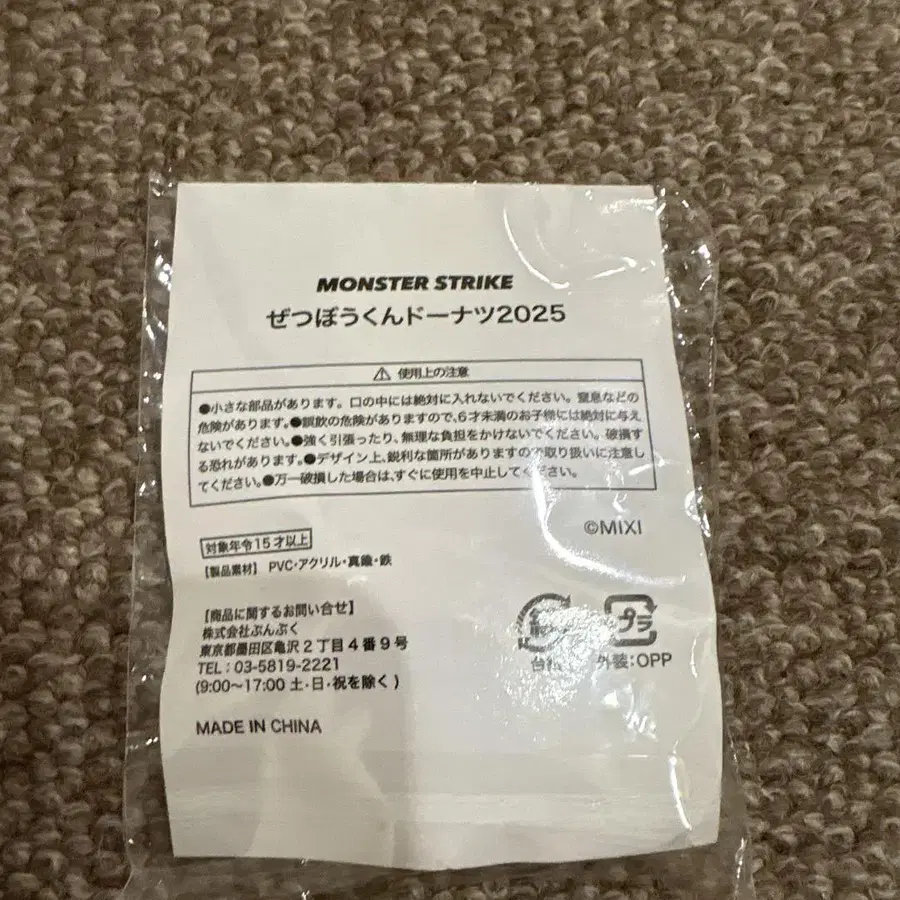 MONSTER STRIKE
ぜつぼうくんドーナツ2025
⚠ 使用上の注意
●小さな部品があります。口の中には絶対に入れないでください。窒息などの
危険があります。●誤飲の危険がありますので、6才未満のお子様には絶対に与え
ないでください。●強く引張ったり、無理な負担をかけないでください。破損す
る恐れがあります。●デザイン上、鋭利な箇所がありますので取り扱いに注意し
てください。●万一破損した場合は、すぐに使用を中止してください。
©MIXI
対象年令15才以上
【製品素材】 PVC・アクリル・真鍮・鉄
【商品に関するお問い合せ】
株式会社ぶんぶく
東京都墨田区亀沢2丁目4番9号
TEL:03-5819-2221
(9:00〜17:00 土・日・祝を除く)
プラ
外装:OPP
MADE IN CHINA